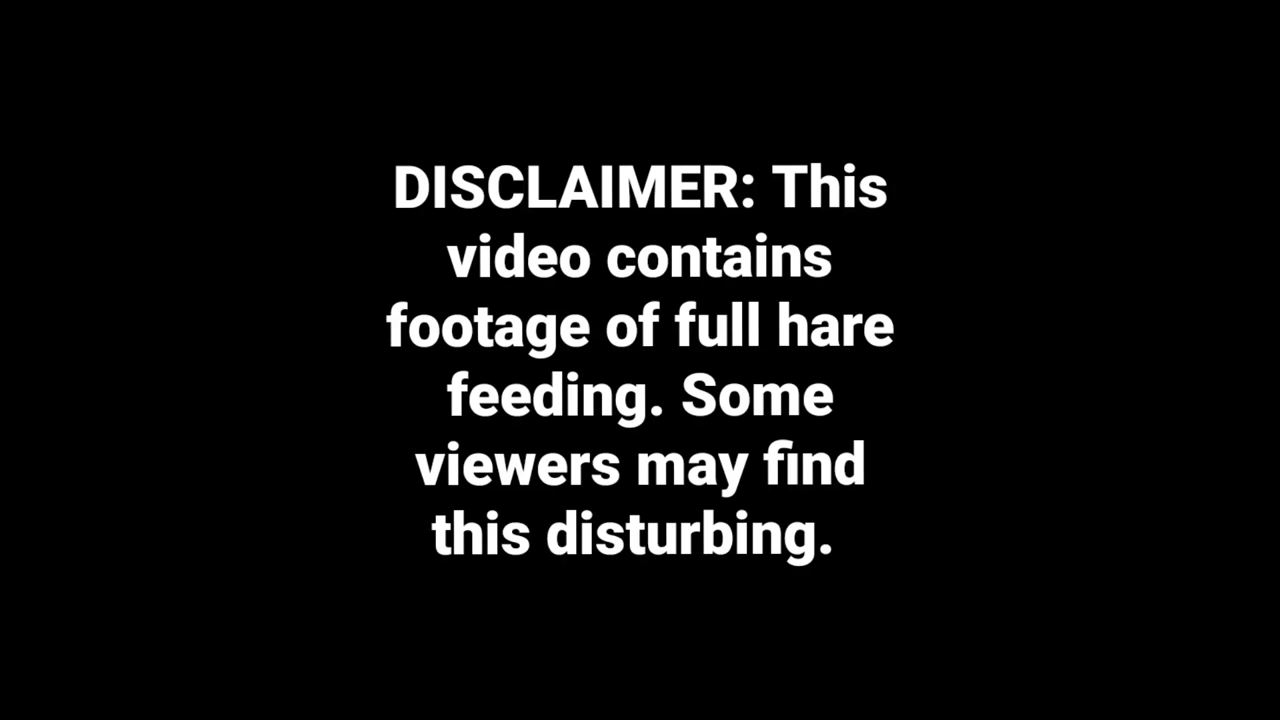 DISCLAIMER: This
video contains
footage of full hare
feeding. Some
viewers may find
this disturbing.